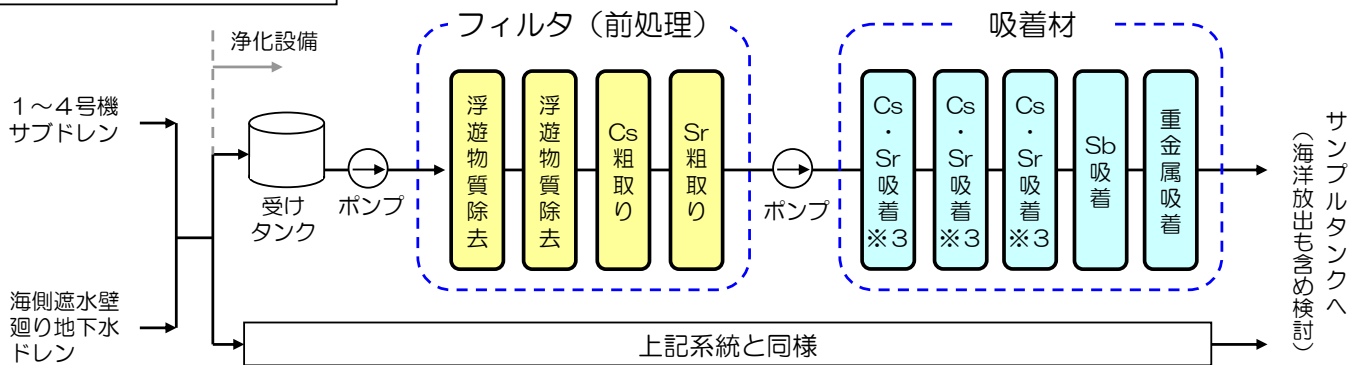 フィルタ（前処理）
吸着材
浄化設備
１～４号機
サブドレン
海側遮水壁
廻り地下水
ドレン
受け
タンク
ポンプ
浮遊物質除去
浮遊物質除去
Cs粗取り
Sr粗取り
ポンプ
Cs・Sr吸着※３
Cs・Sr吸着※３
Cs・Sr吸着※３
Sb吸着
重金属吸着
サンプルタンクへ
（海洋放出も含め検討）
上記系統と同様